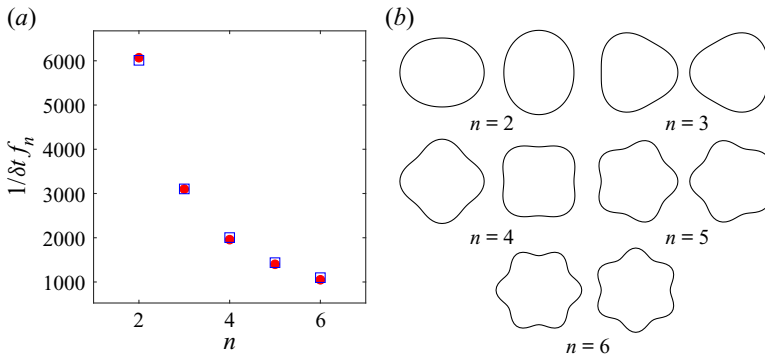 (a)
(b)
6000
5000
4000
3000
2000
1000
1/δt f_n
2
4
6
n
n = 2
n = 3
n = 4
n = 5
n = 6